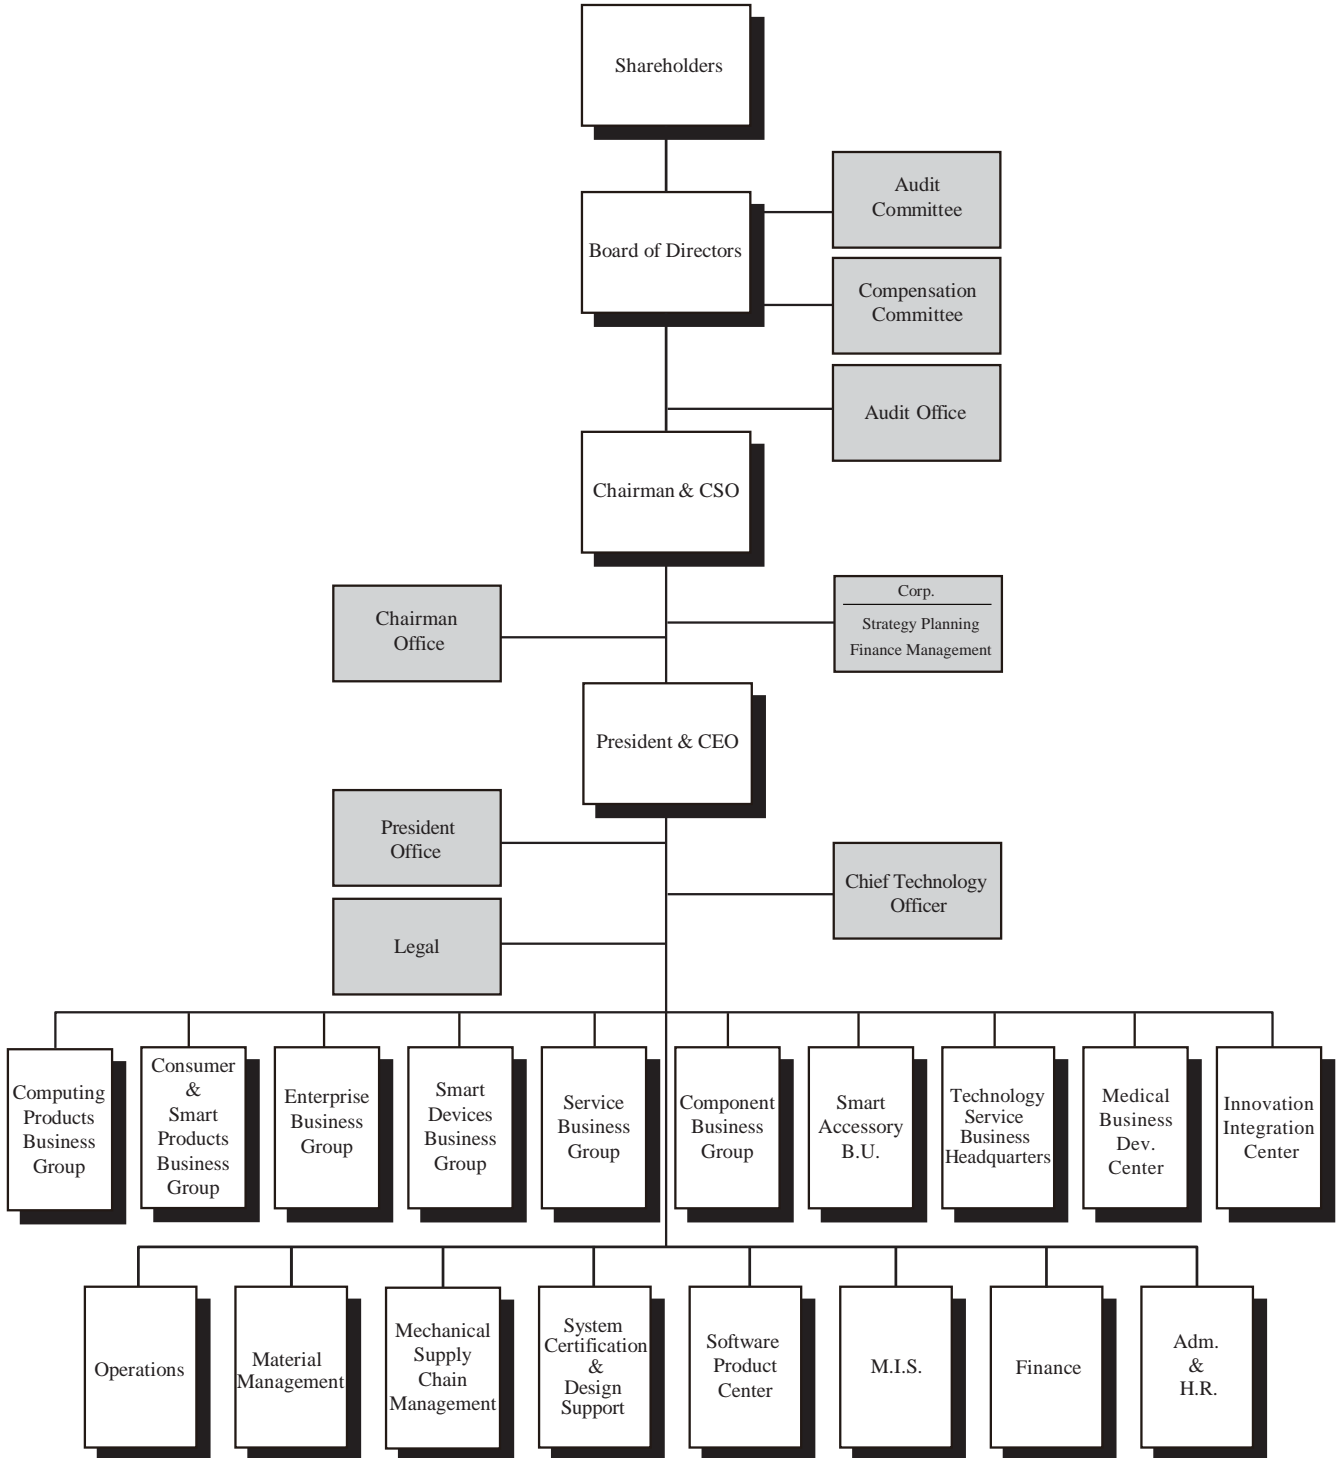 Shareholders
Audit
Committee
Board of Directors
Compensation
Committee
Audit Office
Chairman & CSO
Corp.
Strategy Planning
Finance Management
Chairman
Office
President & CEO
President
Office
Chief Technology
Officer
Legal
Computing
Products
Business
Group
Consumer
&
Smart
Products
Business
Group
Enterprise
Business
Group
Smart
Devices
Business
Group
Service
Business
Group
Component
Business
Group
Smart
Accessory
B.U.
Technology
Service
Business
Headquarters
Medical
Business
Dev.
Center
Innovation
Integration
Center
Operations
Material
Management
Mechanical
Supply
Chain
Management
System
Certification
&
Design
Support
Software
Product
Center
M.I.S.
Finance
Adm.
&
H.R.